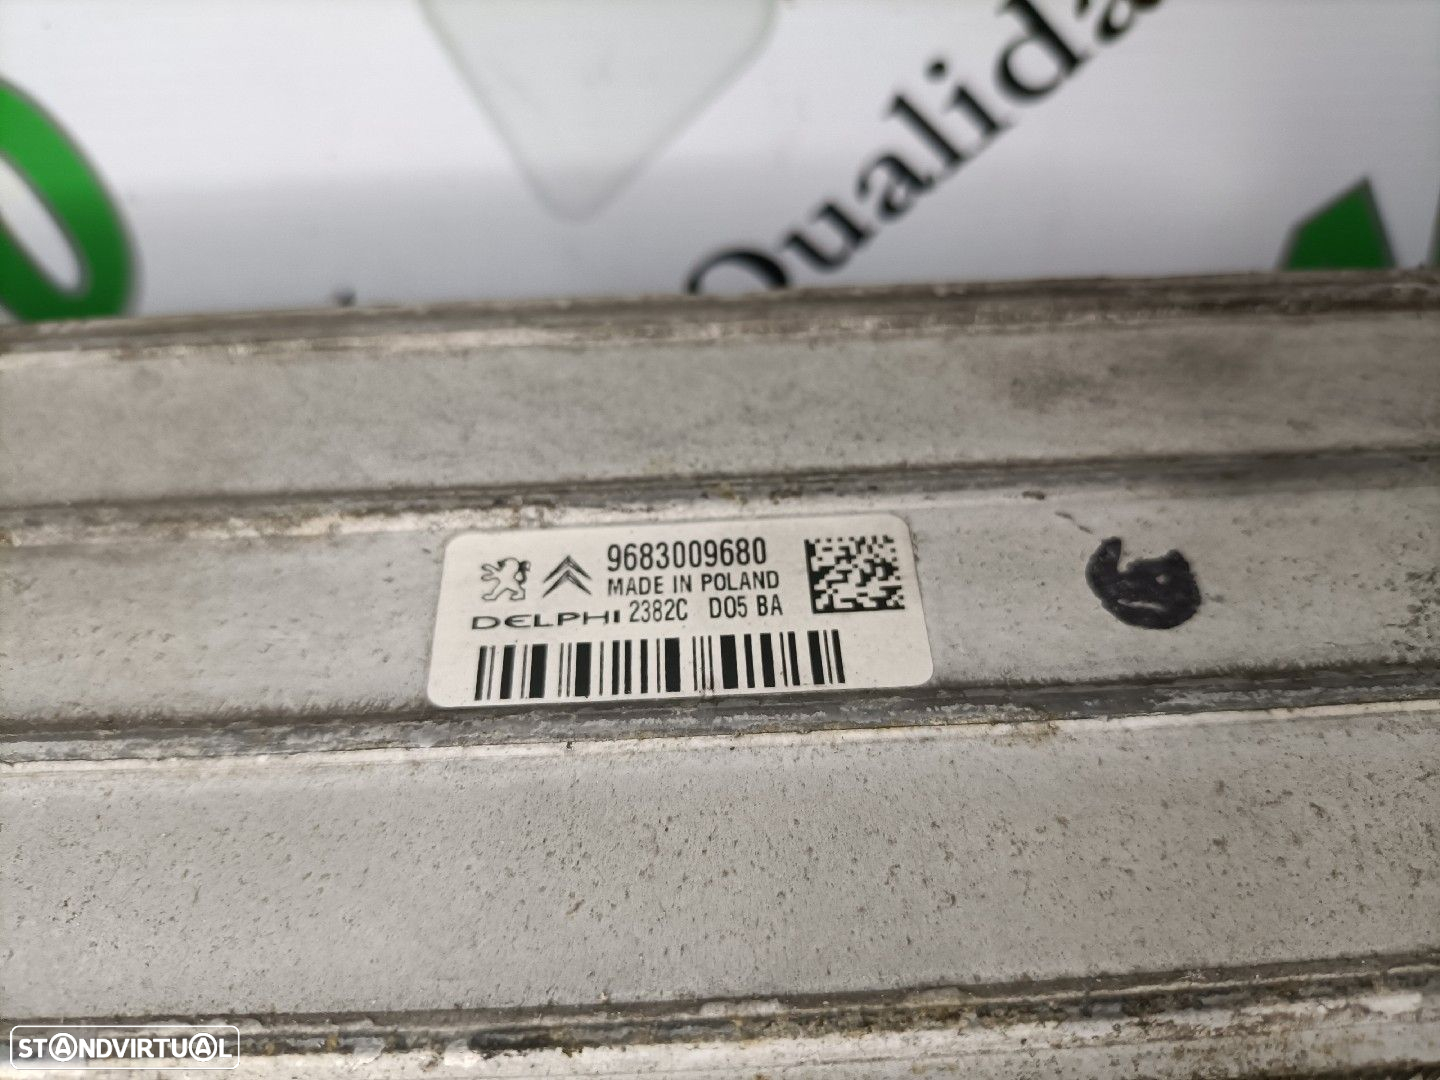 Qualida
9683009680
MADE IN POLAND
DELPHI 2382C D05 BA
STANDVIRTUAL